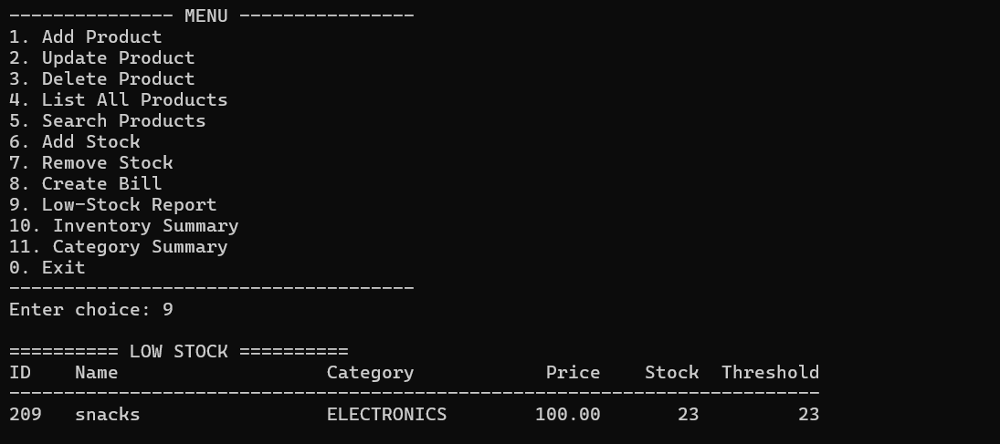 --------------- MENU ----------------
1. Add Product
2. Update Product
3. Delete Product
4. List All Products
5. Search Products
6. Add Stock
7. Remove Stock
8. Create Bill
9. Low-Stock Report
10. Inventory Summary
11. Category Summary
0. Exit
-------------------------------------
Enter choice: 9

========== LOW STOCK ==========
ID    Name                   Category            Price    Stock  Threshold
--------------------------------------------------------------------------
209   snacks                 ELECTRONICS        100.00       23         23